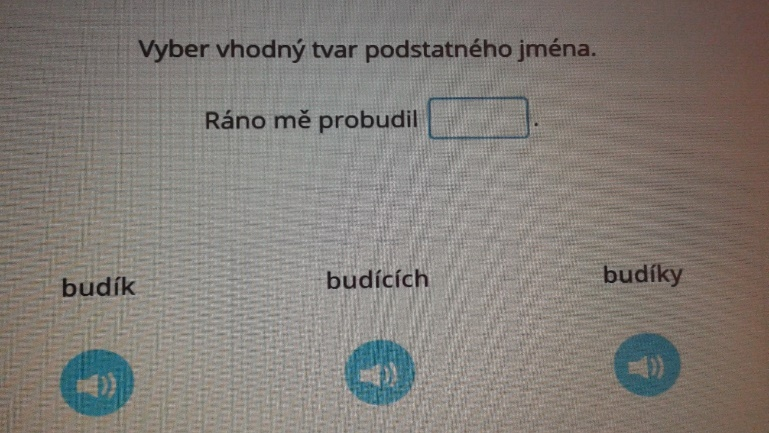 Vyber vhodný tvar podstatného jména.
Ráno mě probudil .
budík budících budíky